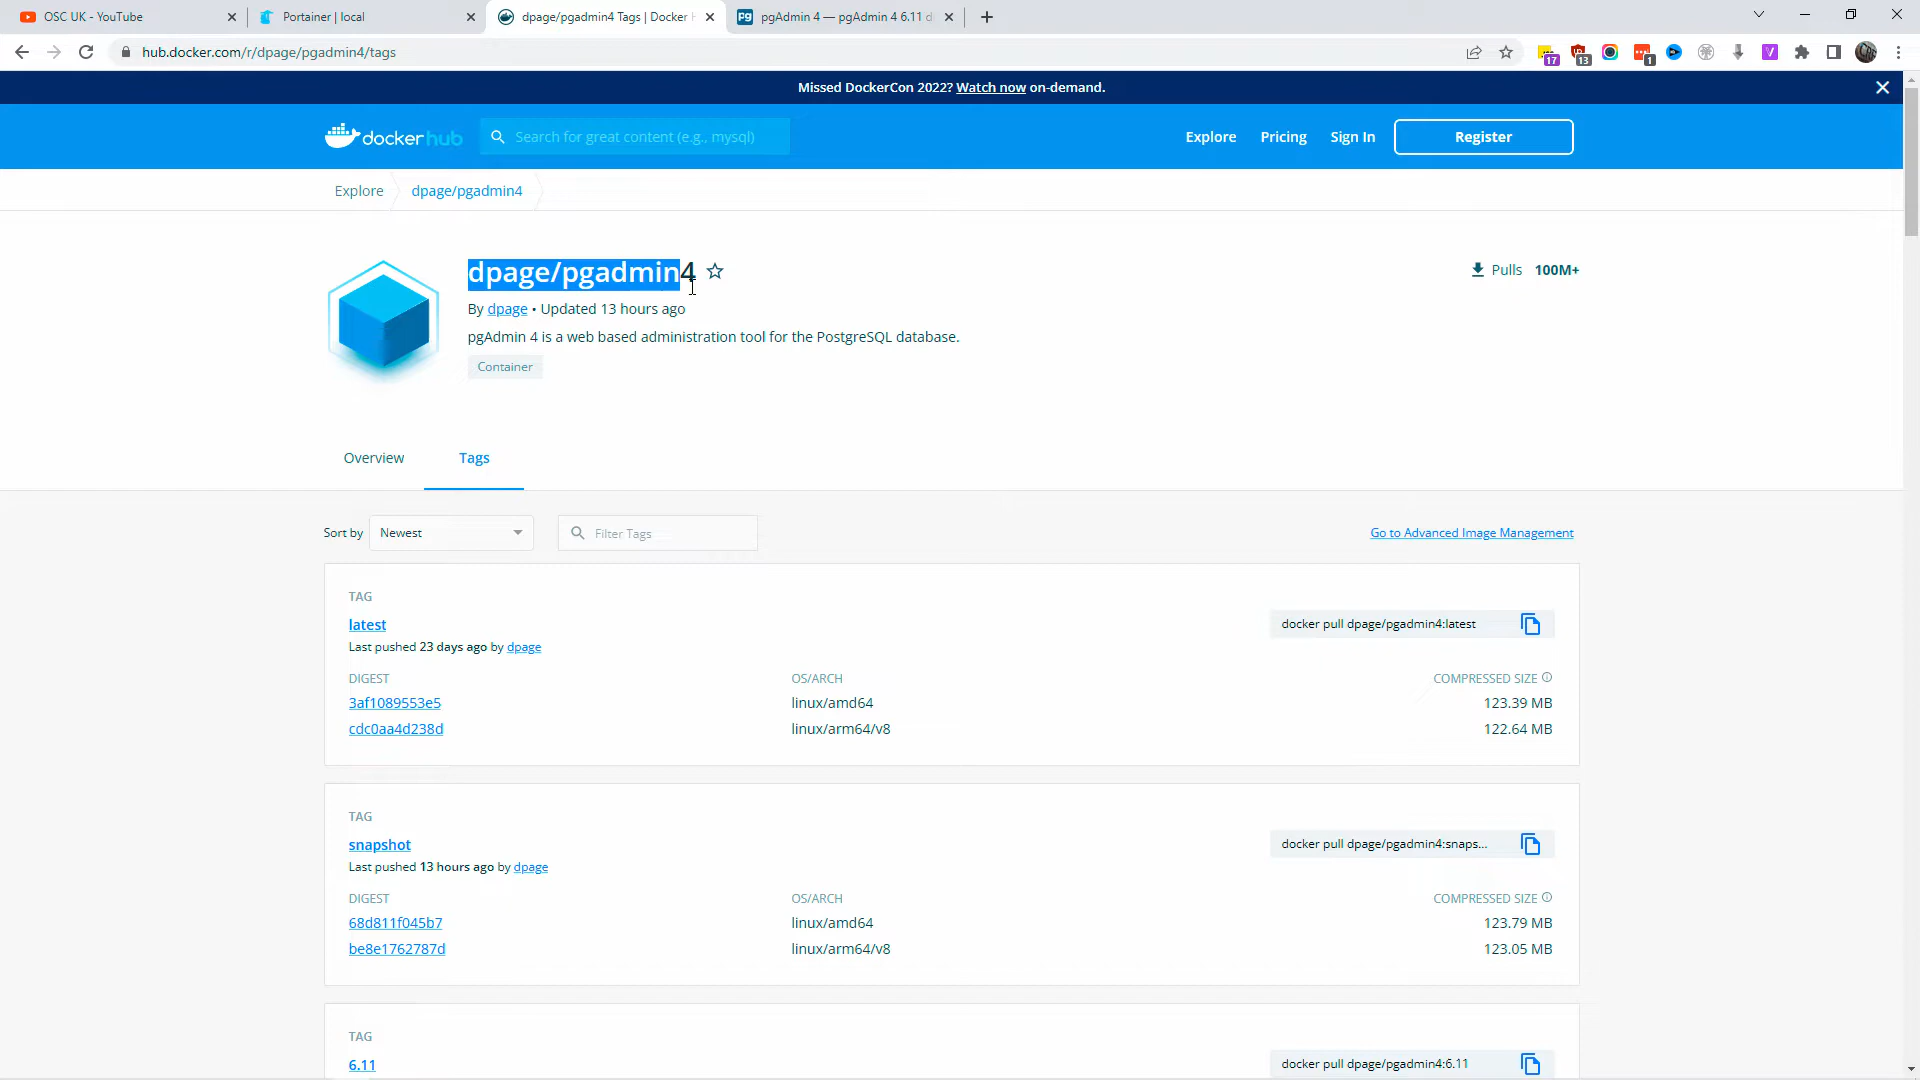 OSC UK - YouTube
Portainer | local
dpage/pgadmin4 Tags | Docker H
pgAdmin 4 — pgAdmin 4 6.11 d
hub.docker.com/r/dpage/pgadmin4/tags
17
13
1
V
Missed DockerCon 2022? Watch now on-demand.
docker hub
Search for great content (e.g., mysql)
Explore
Pricing
Sign In
Register
Explore
dpage/pgadmin4
dpage/pgadmin4
Pulls 100M+
By dpage • Updated 13 hours ago
pgAdmin 4 is a web based administration tool for the PostgreSQL database.
Container
Overview
Tags
Sort by Newest
Filter Tags
Go to Advanced Image Management
TAG
latest
docker pull dpage/pgadmin4:latest
Last pushed 23 days ago by dpage
DIGEST OS/ARCH COMPRESSED SIZE
3af1089553e5 linux/amd64 123.39 MB
cdc0aa4d238d linux/arm64/v8 122.64 MB
TAG
snapshot
docker pull dpage/pgadmin4:snaps...
Last pushed 13 hours ago by dpage
DIGEST OS/ARCH COMPRESSED SIZE
68d811f045b7 linux/amd64 123.79 MB
be8e1762787d linux/arm64/v8 123.05 MB
TAG
6.11
docker pull dpage/pgadmin4:6.11